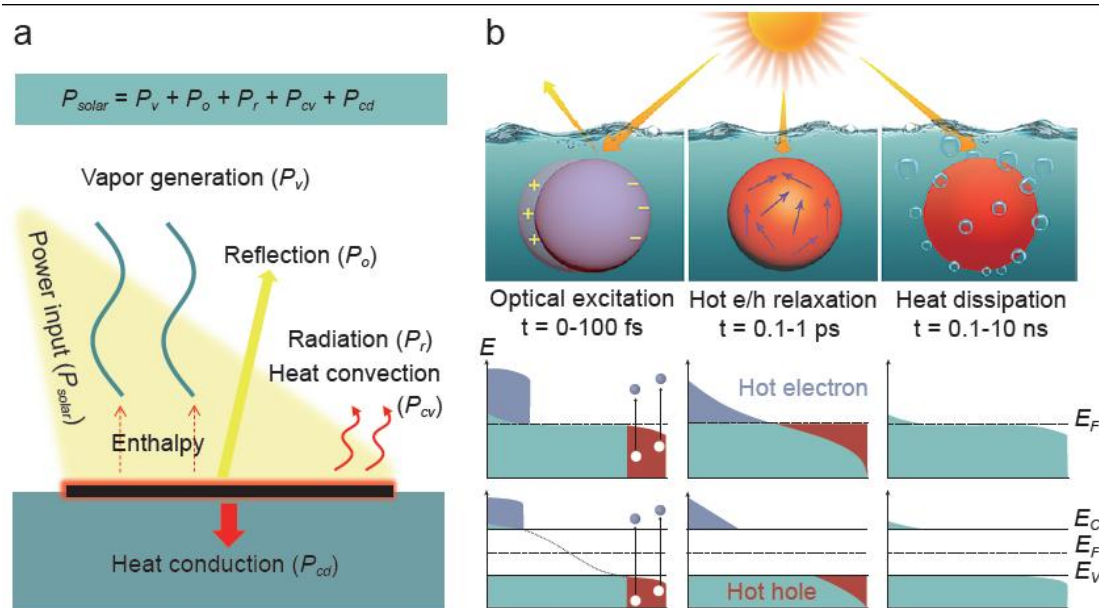 a
P_solar = P_v + P_o + P_r + P_cv + P_cd
Vapor generation (P_v)
Power input (P_solar)
Reflection (P_o)
Radiation (P_r)
Heat convection
(P_cv)
Enthalpy
Heat conduction (P_cd)
b
+
+
+
−
−
−
Optical excitation
t = 0-100 fs
Hot e/h relaxation
t = 0.1-1 ps
Heat dissipation
t = 0.1-10 ns
E
Hot electron
E_F
E_C
E_F
E_V
Hot hole